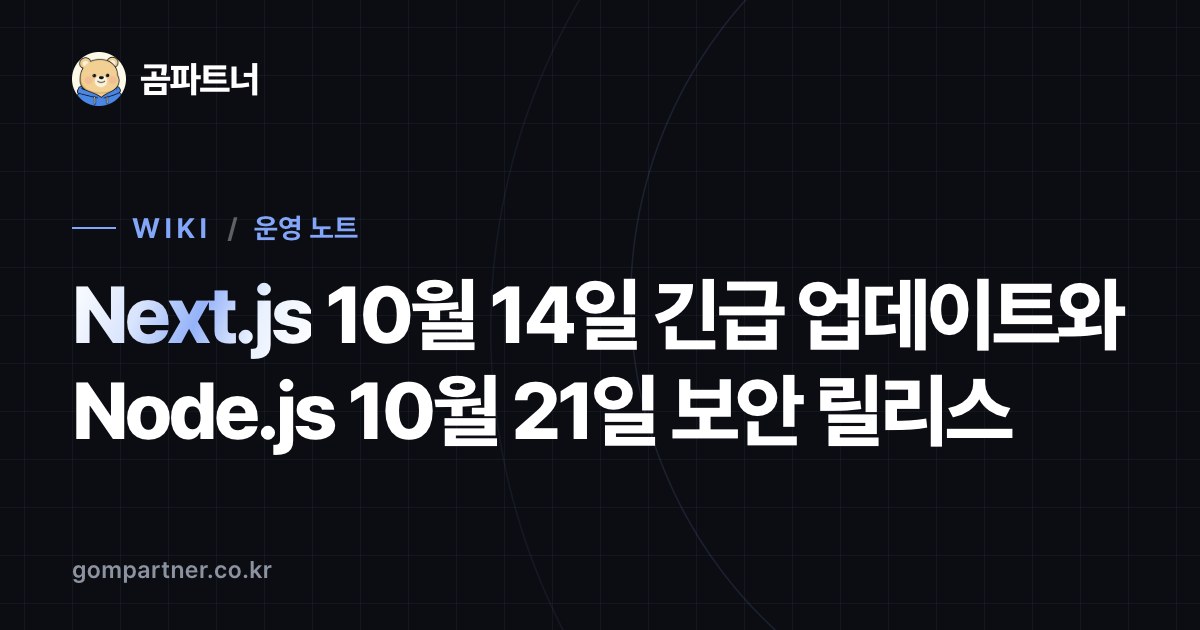 곰파트너
WIKI / 운영 노트
Next.js 10월 14일 긴급 업데이트와
Node.js 10월 21일 보안 릴리스
gompartner.co.kr